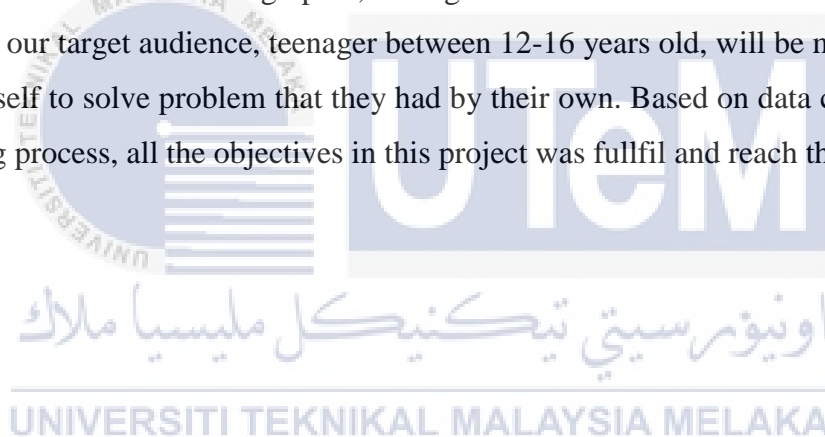 our target audience, teenager between 12-16 years old, will be
self to solve problem that they had by their own. Based on data
process, all the objectives in this project was fullfil and reach
UTeM
اونيۏرسيتي تيكنيكل مليسيا ملاك
UNIVERSITI TEKNIKAL MALAYSIA MELAKA